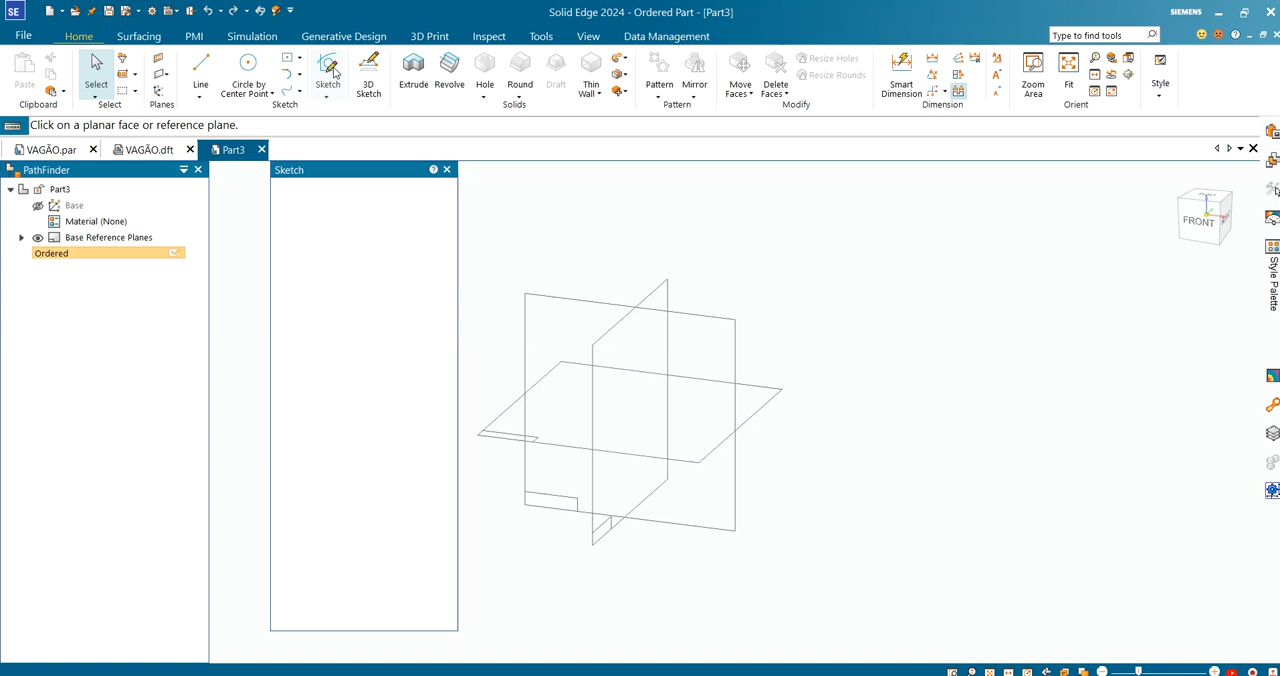 SE
Solid Edge 2024 - Ordered Part - [Part3]
SIEMENS
File Home Surfacing PMI Simulation Generative Design 3D Print Inspect Tools View Data Management
Type to find tools
Paste
Clipboard
Select
Select
Planes
Line
Circle by Center Point
Sketch
Sketch
3D Sketch
Extrude
Revolve
Hole
Round
Draft
Thin Wall
Solids
Pattern
Mirror
Pattern
Move Faces
Delete Faces
Resize Holes
Resize Rounds
Modify
Smart Dimension
Dimension
Zoom Area
Fit
Orient
Style
Click on a planar face or reference plane.
VAGÃO.par
VAGÃO.dft
Part3
PathFinder
Sketch
Part3
Base
Material (None)
Base Reference Planes
Ordered
FRONT
Style Palette